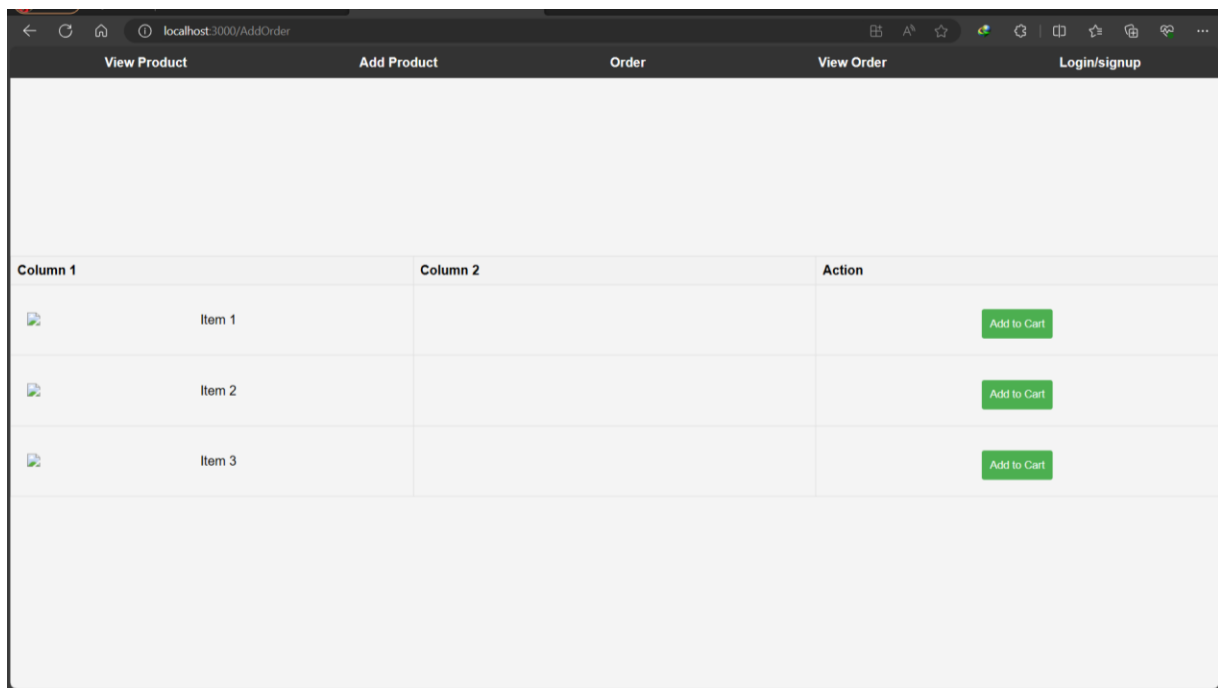 localhost:3000/AddOrder
View Product Add Product Order View Order Login/signup
Column 1 Column 2 Action
Item 1 Add to Cart
Item 2 Add to Cart
Item 3 Add to Cart